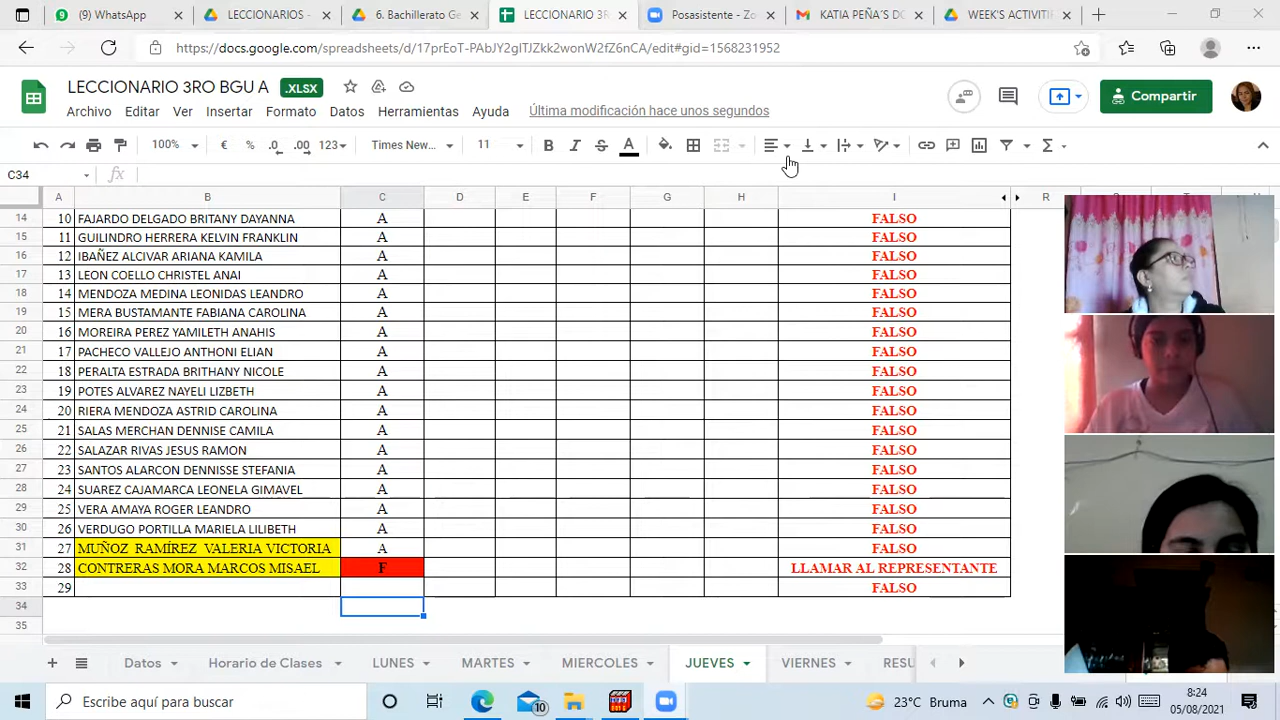 (9) WhatsApp
LECCIONARIOS -
6. Bachillerato Ge
LECCIONARIO 3R
Posasistente - Zo
KATIA PEÑA'S DO
WEEK'S ACTIVITI
https://docs.google.com/spreadsheets/d/17prEoT-PAbJY2gITJZkk2wonW2fZ6nCA/edit#gid=1568231952
LECCIONARIO 3RO BGU A .XLSX
Archivo Editar Ver Insertar Formato Datos Herramientas Ayuda Última modificación hace unos segundos
Compartir
100% € % .0 .00 123 Times New... 11 B I S A Σ
C34 fx
A B C D E F G H I R
14 10 FAJARDO DELGADO BRITANY DAYANNA A FALSO
15 11 GUILINDRO HERRERA KELVIN FRANKLIN A FALSO
16 12 IBAÑEZ ALCIVAR ARIANA KAMILA A FALSO
17 13 LEON COELLO CHRISTEL ANAI A FALSO
18 14 MENDOZA MEDINA LEONIDAS LEANDRO A FALSO
19 15 MERA BUSTAMANTE FABIANA CAROLINA A FALSO
20 16 MOREIRA PEREZ YAMILETH ANAHIS A FALSO
21 17 PACHECO VALLEJO ANTHONI ELIAN A FALSO
22 18 PERALTA ESTRADA BRITHANY NICOLE A FALSO
23 19 POTES ALVAREZ NAYELI LIZBETH A FALSO
24 20 RIERA MENDOZA ASTRID CAROLINA A FALSO
25 21 SALAS MERCHAN DENNISE CAMILA A FALSO
26 22 SALAZAR RIVAS JESUS RAMON A FALSO
27 23 SANTOS ALARCON DENNISSE STEFANIA A FALSO
28 24 SUAREZ CAJAMARCA LEONELA GIMAVEL A FALSO
29 25 VERA AMAYA ROGER LEANDRO A FALSO
30 26 VERDUGO PORTILLA MARIELA LILIBETH A FALSO
31 27 MUÑOZ RAMÍREZ VALERIA VICTORIA A FALSO
32 28 CONTRERAS MORA MARCOS MISAEL F LLAMAR AL REPRESENTANTE
33 29 FALSO
34
35
Datos Horario de Clases LUNES MARTES MIERCOLES JUEVES VIERNES RESU
Escribe aquí para buscar
10
23°C Bruma
8:24
05/08/2021